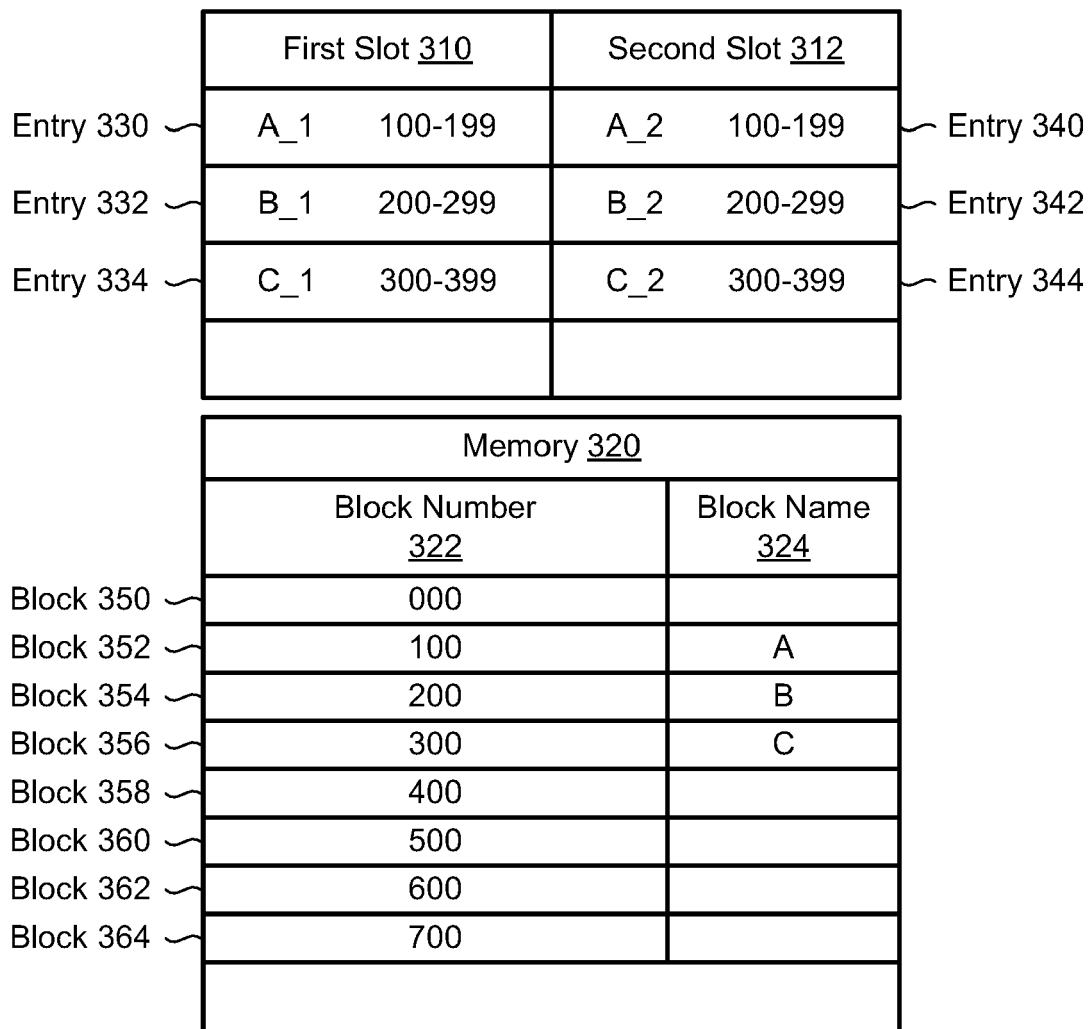 First Slot 310 Second Slot 312
Entry 330 A_1 100-199 A_2 100-199 Entry 340
Entry 332 B_1 200-299 B_2 200-299 Entry 342
Entry 334 C_1 300-399 C_2 300-399 Entry 344
Memory 320
Block Number Block Name
322 324
Block 350 000
Block 352 100 A
Block 354 200 B
Block 356 300 C
Block 358 400
Block 360 500
Block 362 600
Block 364 700